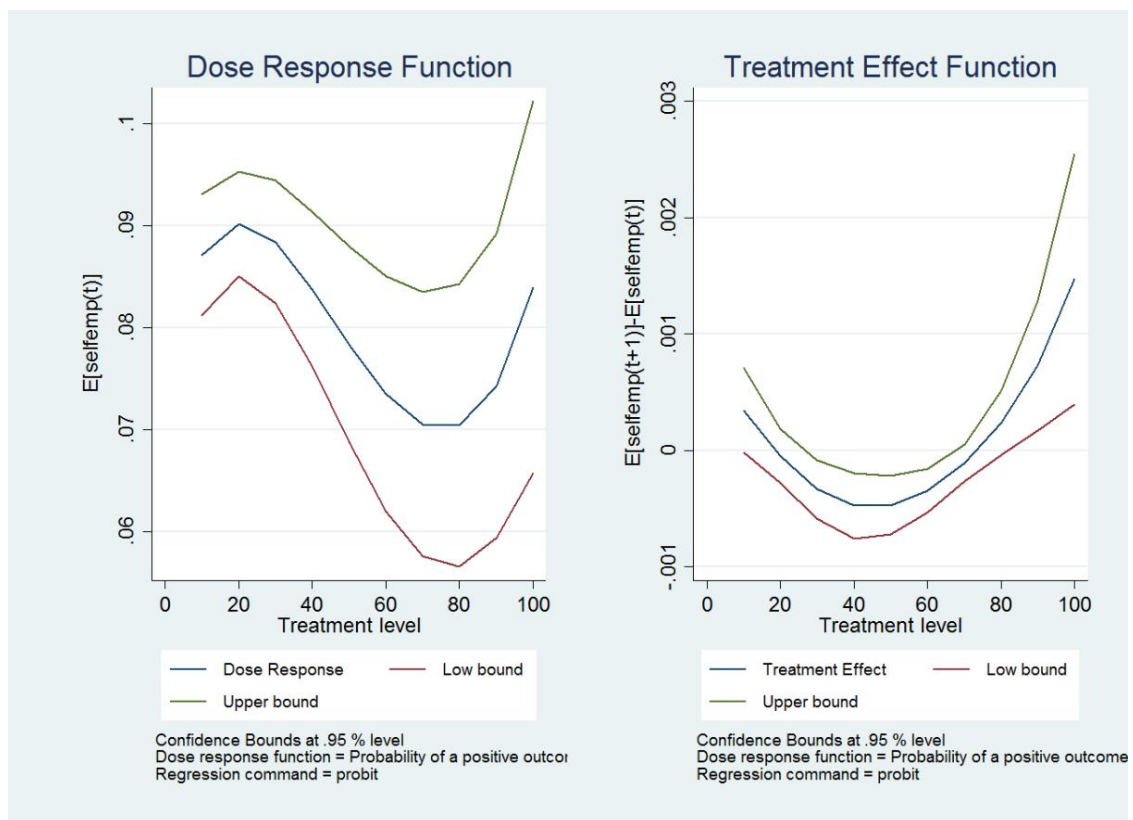 Dose Response Function
.1
.09
.08
.07
.06
E[selfemp(t)]
0 20 40 60 80 100
Treatment level
Dose Response Low bound
Upper bound
Confidence Bounds at .95 % level
Dose response function = Probability of a positive outcor
Regression command = probit
Treatment Effect Function
.003
.002
.001
0
-.001
E[selfemp(t+1)]-E[selfemp(t)]
0 20 40 60 80 100
Treatment level
Treatment Effect Low bound
Upper bound
Confidence Bounds at .95 % level
Dose response function = Probability of a positive outcome
Regression command = probit